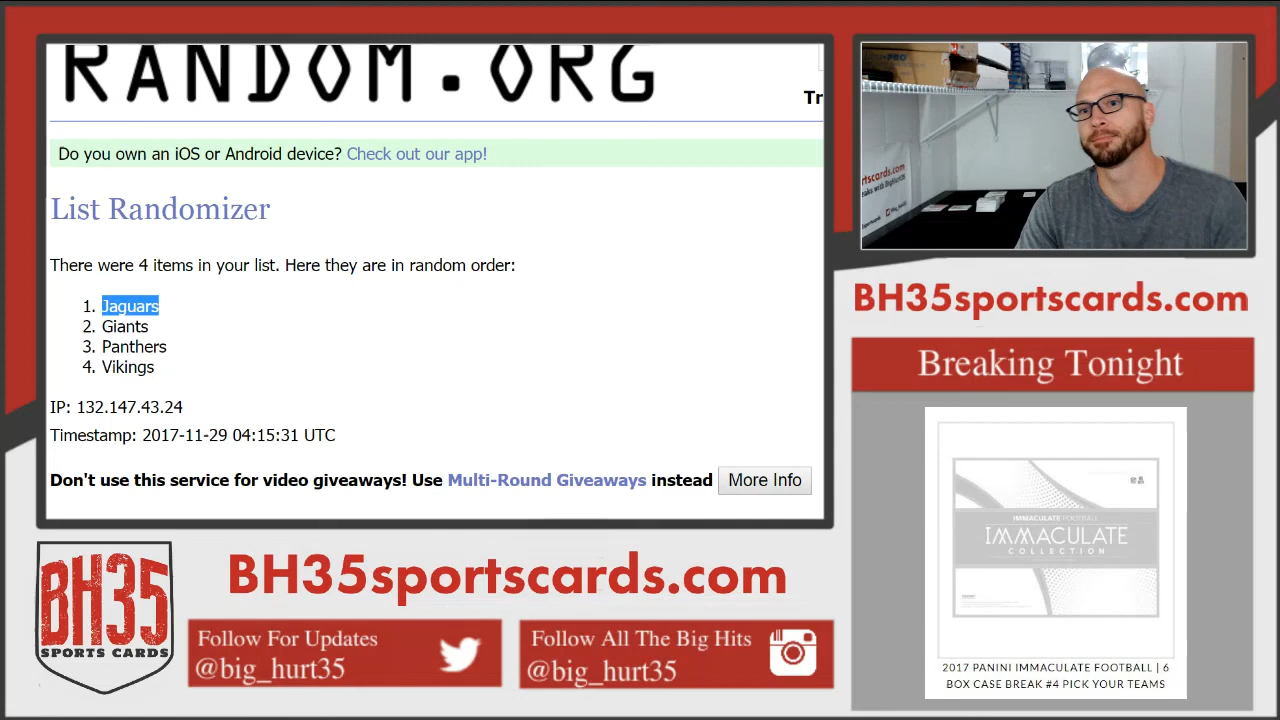 RANDOM.ORG
Tr
Do you own an iOS or Android device? Check out our app!
List Randomizer
There were 4 items in your list. Here they are in random order:
1. Jaguars
2. Giants
3. Panthers
4. Vikings
IP: 132.147.43.24
Timestamp: 2017-11-29 04:15:31 UTC
Don't use this service for video giveaways! Use Multi-Round Giveaways instead More Info
BH35sportscards.com
Breaking Tonight
IMMACULATE FOOTBALL
IMMACULATE
COLLECTION
2017 PANINI IMMACULATE FOOTBALL | 6
BOX CASE BREAK #4 PICK YOUR TEAMS
BH35
SPORTS CARDS
BH35sportscards.com
Follow For Updates
@big_hurt35
Follow All The Big Hits
@big_hurt35